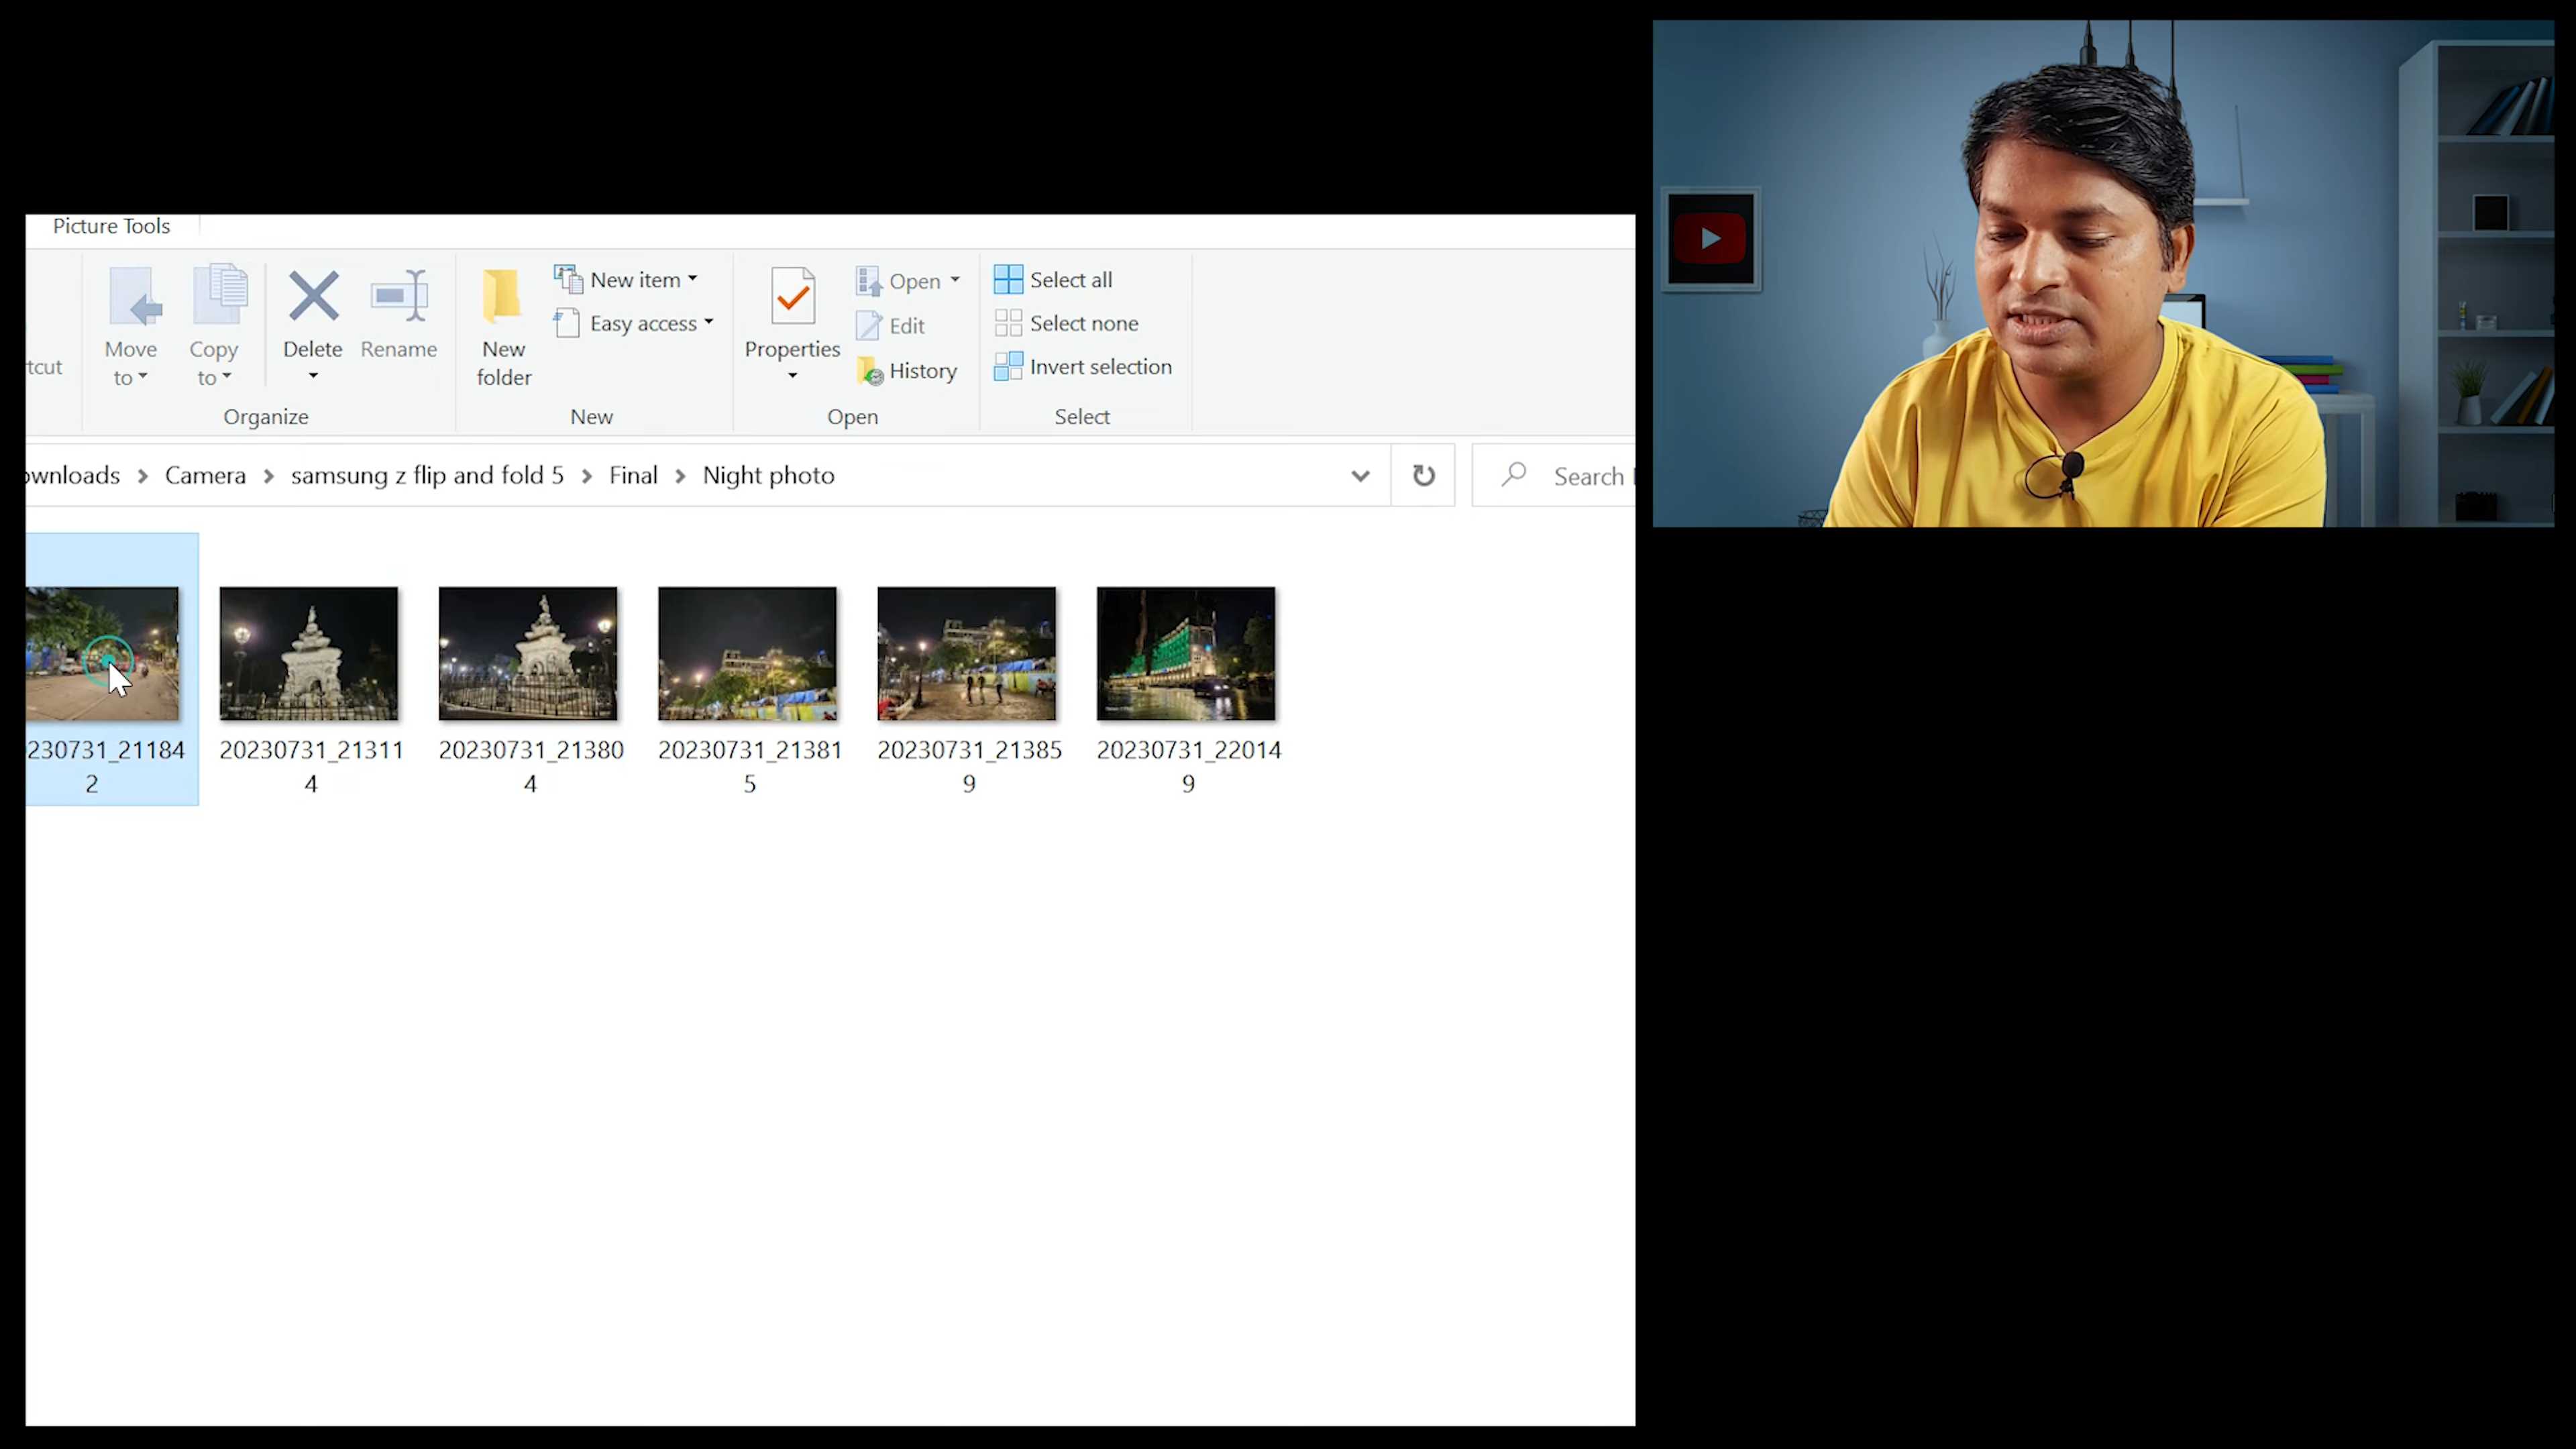 Picture Tools
tcut
Move to
Copy to
Delete
Rename
Organize
New folder
New item
Easy access
New
Properties
Open
Edit
History
Open
Select all
Select none
Invert selection
Select
ownloads > Camera > samsung z flip and fold 5 > Final > Night photo
Search
230731_21184
2
20230731_21311
4
20230731_21380
4
20230731_21381
5
20230731_21385
9
20230731_22014
9